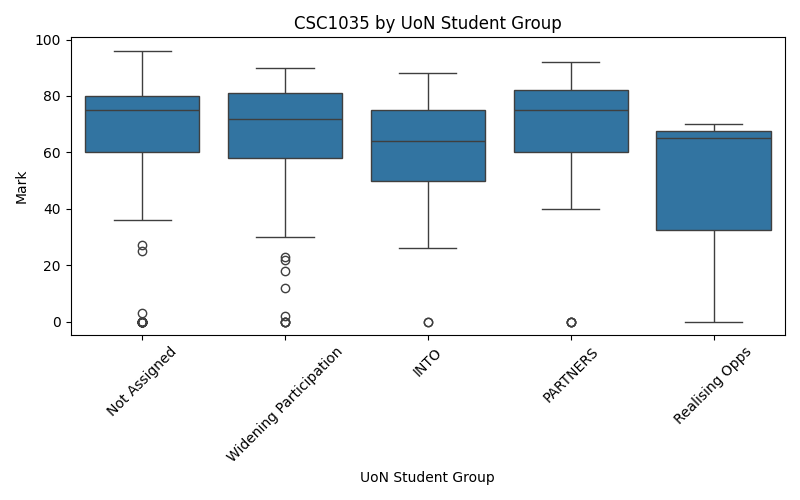 CSC1035 by UoN Student Group
Mark
100
80
60
40
20
0
Not Assigned
Widening Participation
INTO
PARTNERS
Realising Opps
UoN Student Group